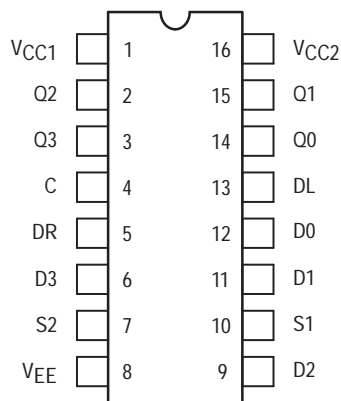 VCC1 1 16 VCC2
Q2 2 15 Q1
Q3 3 14 Q0
C 4 13 DL
DR 5 12 D0
D3 6 11 D1
S2 7 10 S1
VEE 8 9 D2